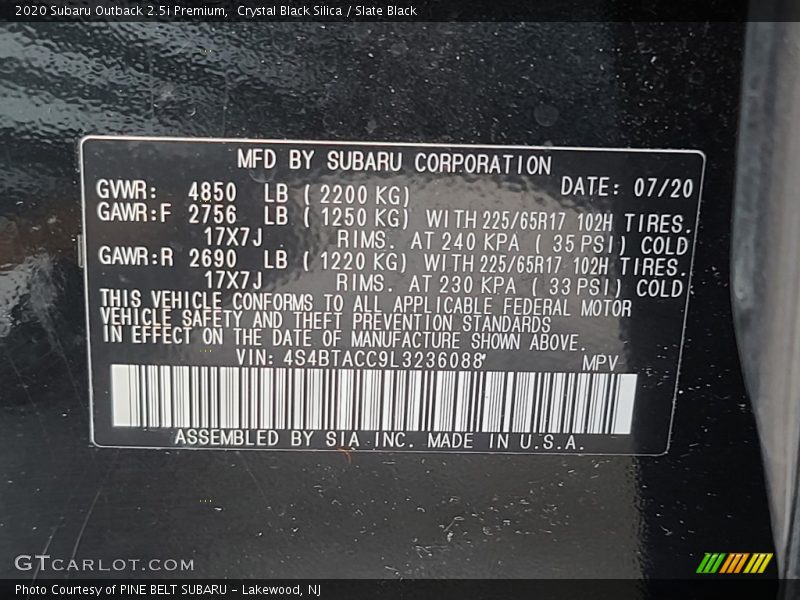 2020 Subaru Outback 2.5i Premium,  Crystal Black Silica / Slate Black
MFD BY SUBARU CORPORATION
GVWR: 4850 LB (2200 KG) DATE: 07/20
GAWR:F 2756 LB (1250 KG) WITH 225/65R17 102H TIRES.
17X7J RIMS. AT 240 KPA (35 PSI) COLD
GAWR:R 2690 LB (1220 KG) WITH 225/65R17 102H TIRES.
17X7J RIMS. AT 230 KPA (33 PSI) COLD
THIS VEHICLE CONFORMS TO ALL APPLICABLE FEDERAL MOTOR
VEHICLE SAFETY AND THEFT PREVENTION STANDARDS
IN EFFECT ON THE DATE OF MANUFACTURE SHOWN ABOVE.
VIN: 4S4BTACC9L3236088 MPV
ASSEMBLED BY SIA INC. MADE IN U.S.A.
GTCARLOT.COM
Photo Courtesy of PINE BELT SUBARU - Lakewood, NJ